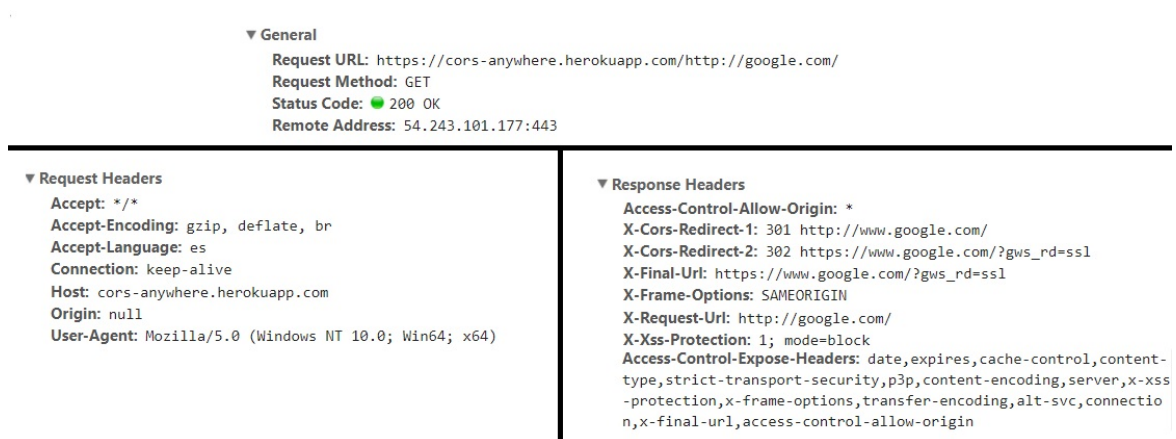 General
Request URL: https://cors-anywhere.herokuapp.com/http://google.com/
Request Method: GET
Status Code: 200 OK
Remote Address: 54.243.101.177:443
Request Headers
Accept: */*
Accept-Encoding: gzip, deflate, br
Accept-Language: es
Connection: keep-alive
Host: cors-anywhere.herokuapp.com
Origin: null
User-Agent: Mozilla/5.0 (Windows NT 10.0; Win64; x64)
Response Headers
Access-Control-Allow-Origin: *
X-Cors-Redirect-1: 301 http://www.google.com/
X-Cors-Redirect-2: 302 https://www.google.com/?gws_rd=ssl
X-Final-Url: https://www.google.com/?gws_rd=ssl
X-Frame-Options: SAMEORIGIN
X-Request-Url: http://google.com/
X-Xss-Protection: 1; mode=block
Access-Control-Expose-Headers: date,expires,cache-control,content-
type,strict-transport-security,p3p,content-encoding,server,x-xss
-protection,x-frame-options,transfer-encoding,alt-svc,connectio
n,x-final-url,access-control-allow-origin